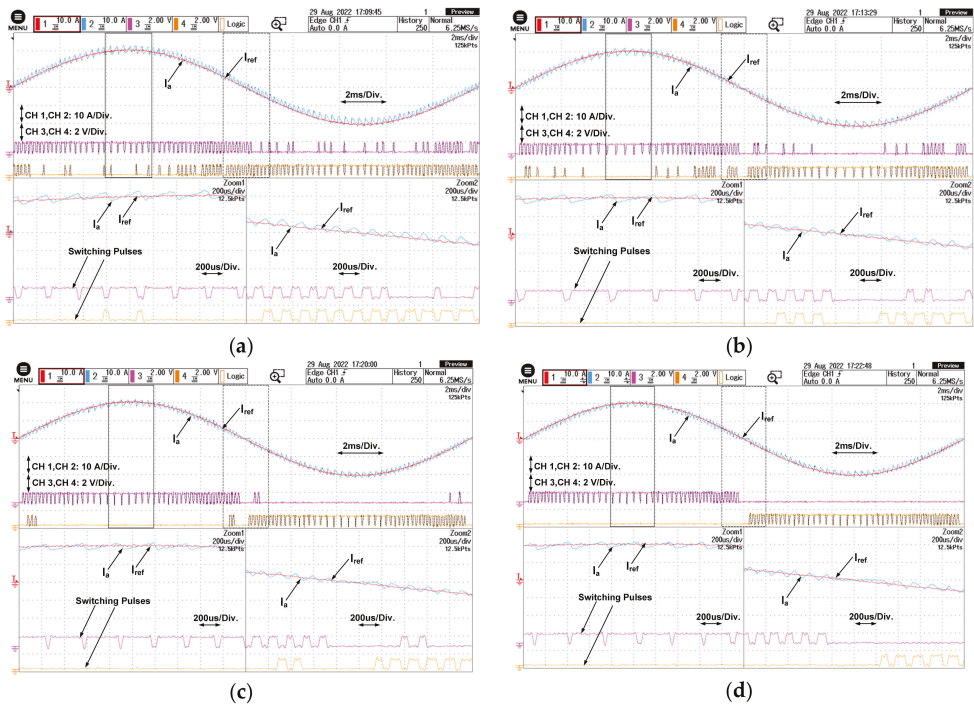 29 Aug 2022 17:09:45 1 Preview
MENU 1 10.0 A 2 10.0 A 3 2.00 V 4 2.00 V Logic Edge CH1 Auto 0.0 A History 250 Normal 6.25MS/s
2ms/div
125kPts
Iref
Ia
2ms/Div.
CH 1,CH 2: 10 A/Div.
CH 3,CH 4: 2 V/Div.
Zoom1 200us/div 12.5kPts
Zoom2 200us/div 12.5kPts
Ia Iref
Iref
Ia
Switching Pulses
200us/Div. 200us/Div.
(a)
29 Aug 2022 17:13:29 1 Preview
MENU 1 10.0 A 2 10.0 A 3 2.00 V 4 2.00 V Logic Edge CH1 Auto 0.0 A History 250 Normal 6.25MS/s
2ms/div
125kPts
Iref
Ia
2ms/Div.
CH 1,CH 2: 10 A/Div.
CH 3,CH 4: 2 V/Div.
Zoom1 200us/div 12.5kPts
Zoom2 200us/div 12.5kPts
Ia Iref
Iref
Ia
Switching Pulses
200us/Div. 200us/Div.
(b)
29 Aug 2022 17:20:00 1 Preview
MENU 1 10.0 A 2 10.0 A 3 2.00 V 4 2.00 V Logic Edge CH1 Auto 0.0 A History 250 Normal 6.25MS/s
2ms/div
125kPts
Iref
Ia
2ms/Div.
CH 1,CH 2: 10 A/Div.
CH 3,CH 4: 2 V/Div.
Zoom1 200us/div 12.5kPts
Zoom2 200us/div 12.5kPts
Ia Iref
Iref
Ia
Switching Pulses
200us/Div. 200us/Div.
(c)
29 Aug 2022 17:22:48 1 Preview
MENU 1 10.0 A 2 10.0 A 3 2.00 V 4 2.00 V Logic Edge CH1 Auto 0.0 A History 250 Normal 6.25MS/s
2ms/div
125kPts
Iref
Ia
2ms/Div.
CH 1,CH 2: 10 A/Div.
CH 3,CH 4: 2 V/Div.
Zoom1 200us/div 12.5kPts
Zoom2 200us/div 12.5kPts
Ia Iref
Iref
Ia
Switching Pulses
200us/Div. 200us/Div.
(d)